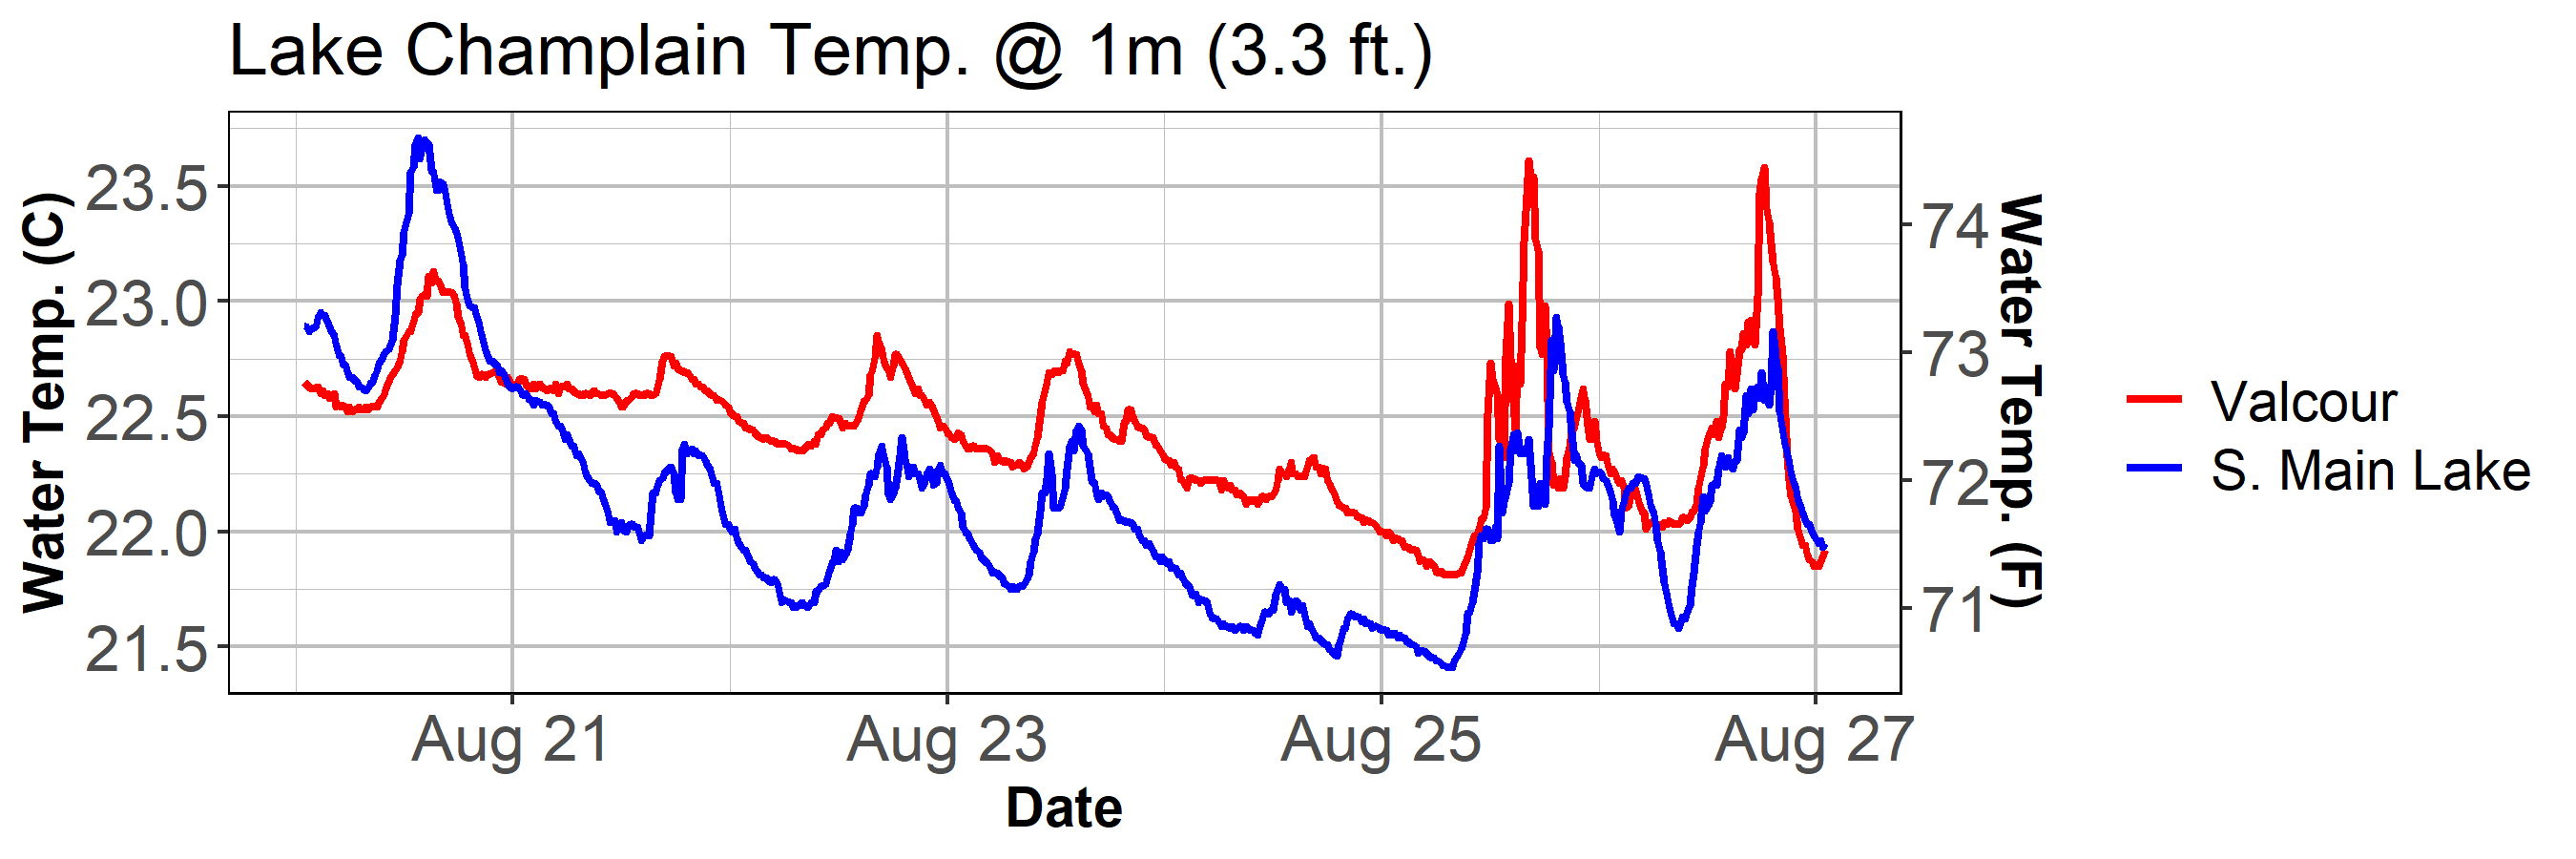 Lake Champlain Temp. @ 1m (3.3 ft.)
Water Temp. (C)
23.5
23.0
22.5
22.0
21.5
74
73
72
71
Water Temp. (F)
Aug 21
Aug 23
Aug 25
Aug 27
Date
Valcour
S. Main Lake